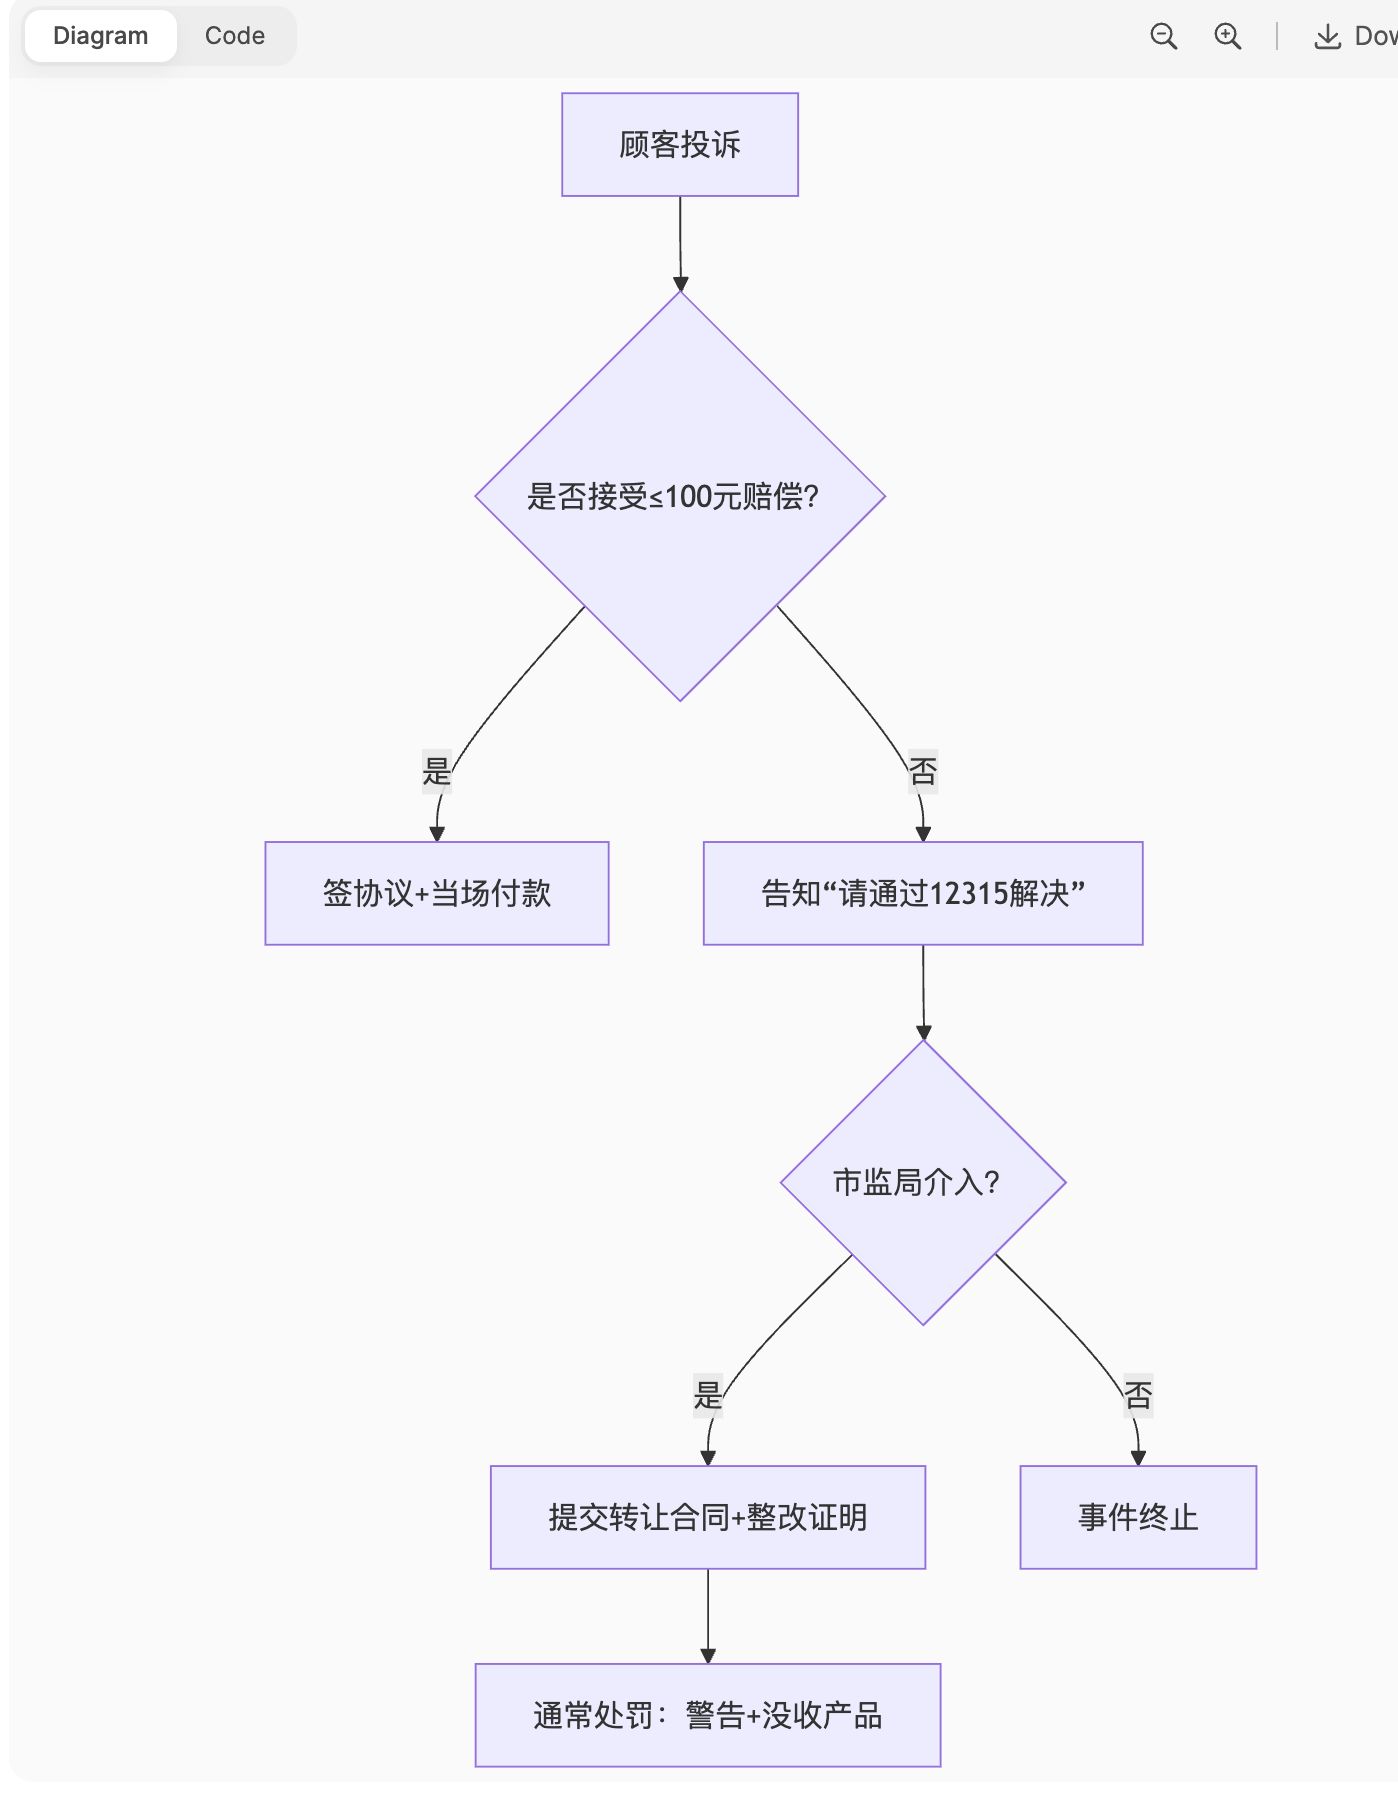 Diagram
Code
顾客投诉
是否接受≤100元赔偿?
是
否
签协议+当场付款
告知“请通过12315解决”
市监局介入?
是
否
提交转让合同+整改证明
事件终止
通常处罚：警告+没收产品